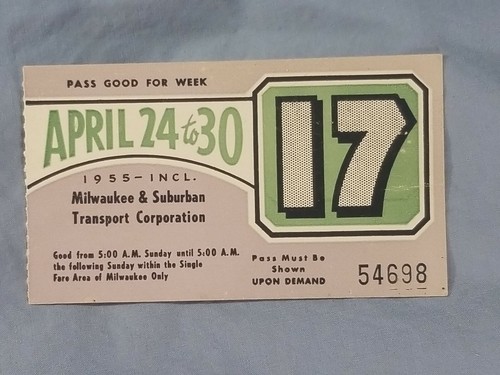 PASS GOOD FOR WEEK
APRIL 24 to 30
1955-INCL.
Milwaukee & Suburban
Transport Corporation
17
Good from 5:00 A.M. Sunday until 5:00 A.M.
the following Sunday within the Single
Fare Area of Milwaukee Only
Pass Must Be
Shown
UPON DEMAND
54698